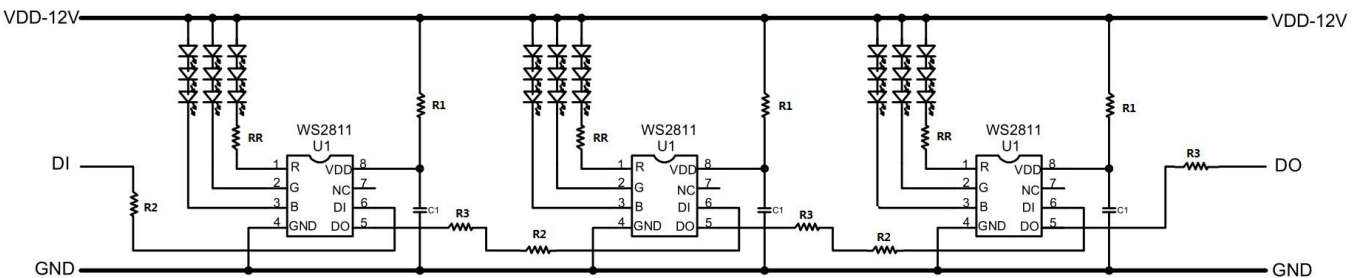 VDD-12V
VDD-12V
R1
R1
R1
RR
WS2811
U1
RR
WS2811
U1
RR
WS2811
U1
DI
1 R VDD 8
2 G NC 7
3 B DI 6
4 GND DO 5
R2
C1
R3
R2
1 R VDD 8
2 G NC 7
3 B DI 6
4 GND DO 5
C1
R3
R2
1 R VDD 8
2 G NC 7
3 B DI 6
4 GND DO 5
C1
R3
DO
GND
GND